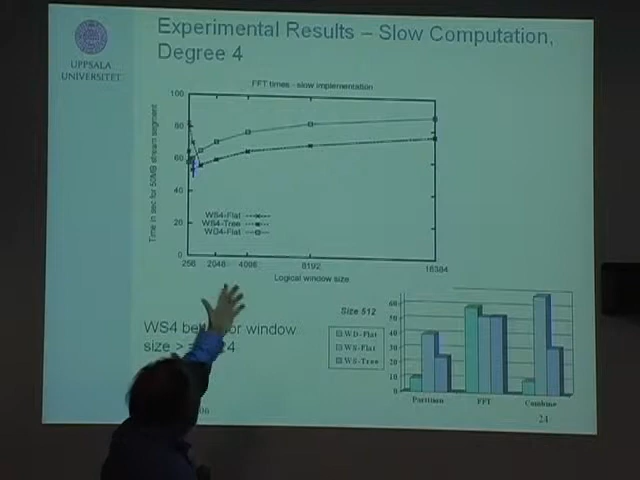 Experimental Results – Slow Computation,
Degree 4
UPPSALA
UNIVERSITET
FFT times - slow implementation
Time in sec for 50MB stream segment
100
80
60
40
20
0
WS4-Flat
WS4-Tree
WD4-Flat
256 2048 4096 8192 16384
Logical window size
WS4 for window
size >
Size 512
WD-Flat
WS-Flat
WS-Tree
60
50
40
30
20
10
0
Partition FFT Combine
24